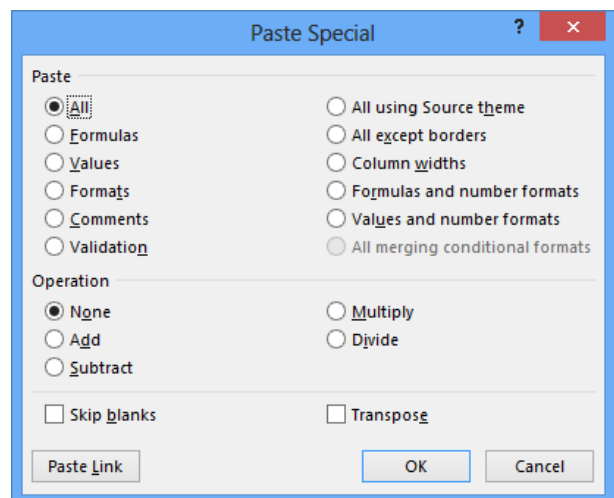 Paste Special
?
Paste
All
Formulas
Values
Formats
Comments
Validation
All using Source theme
All except borders
Column widths
Formulas and number formats
Values and number formats
All merging conditional formats
Operation
None
Add
Subtract
Multiply
Divide
Skip blanks
Transpose
Paste Link
OK
Cancel